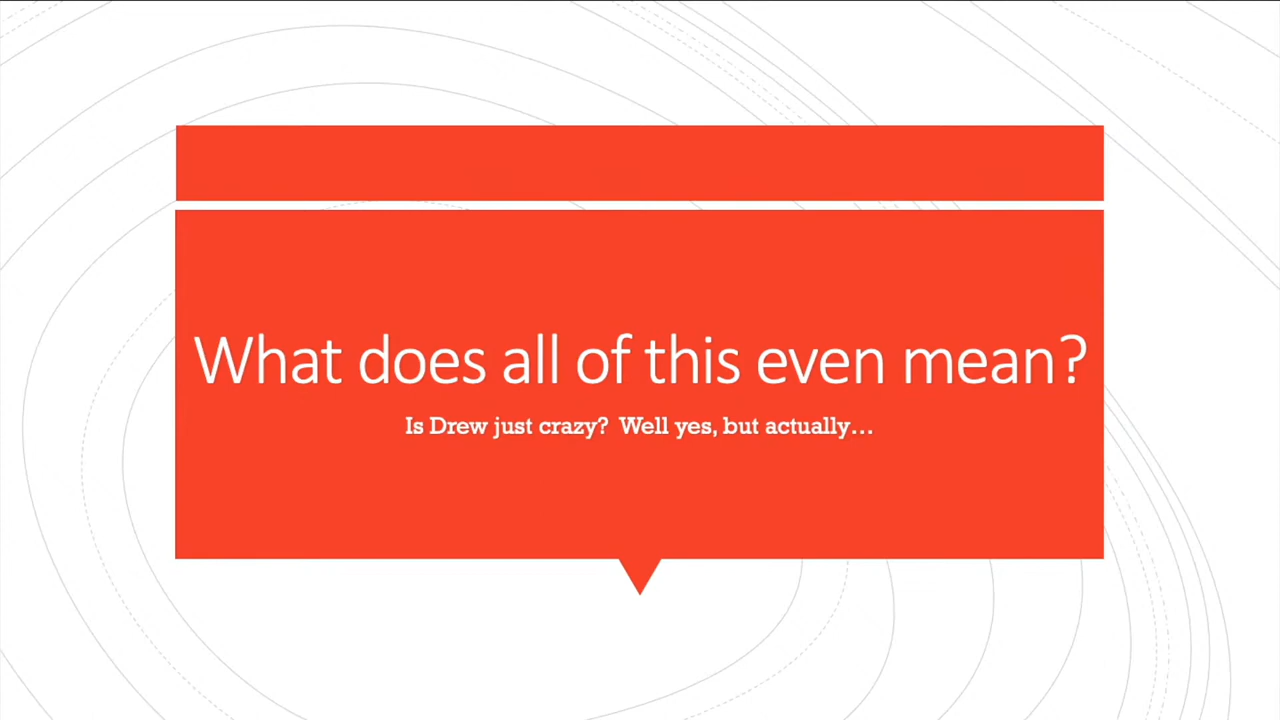 What does all of this even mean?
Is Drew just crazy?  Well yes, but actually…